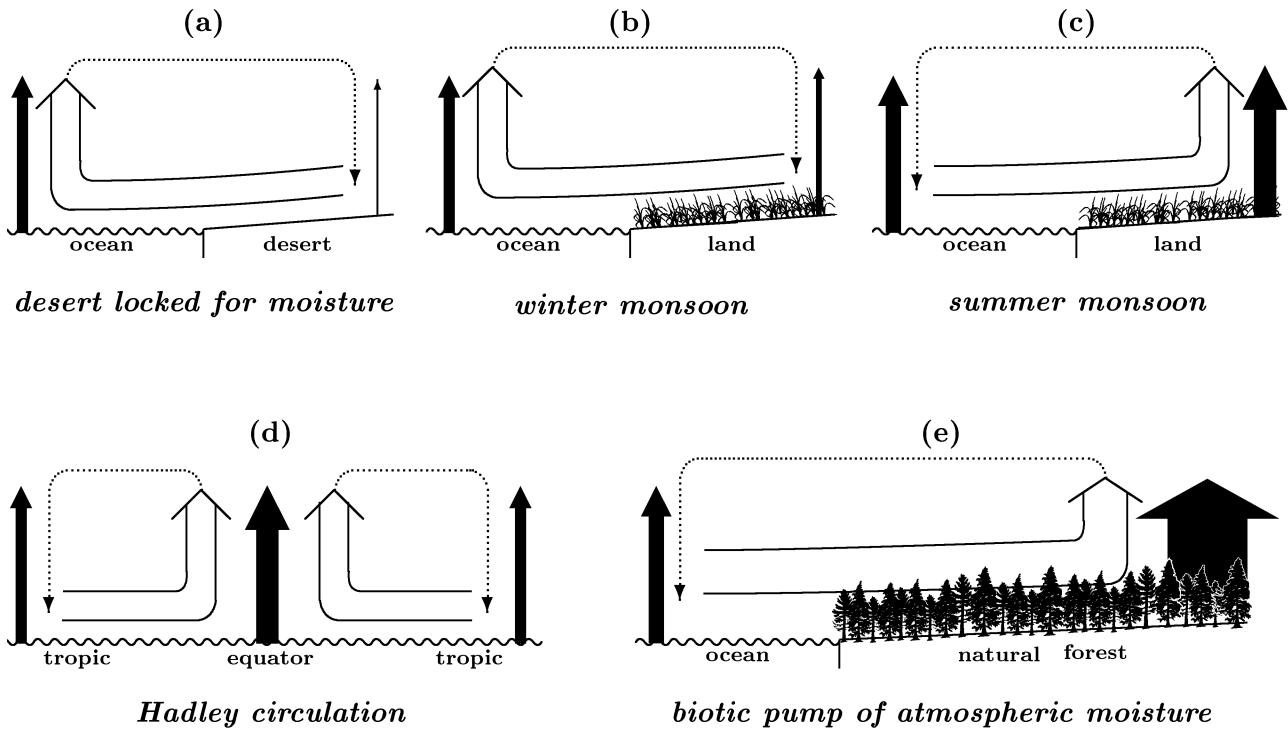 (a)
(b)
(c)
ocean
desert
ocean
land
ocean
land
desert locked for moisture
winter monsoon
summer monsoon
(d)
(e)
tropic
equator
tropic
ocean
natural forest
Hadley circulation
biotic pump of atmospheric moisture